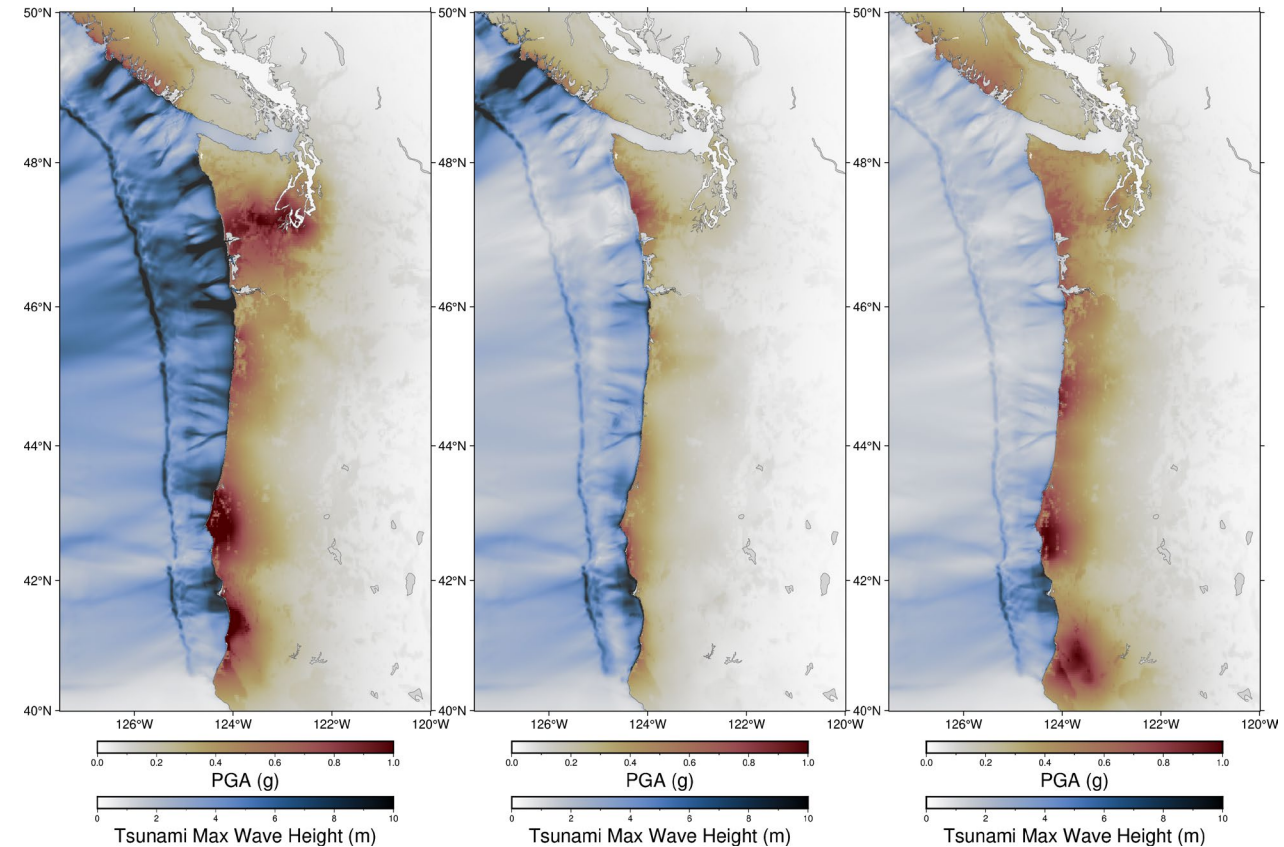 50°N 50°N 50°N
48°N 48°N 48°N
46°N 46°N 46°N
44°N 44°N 44°N
42°N 42°N 42°N
40°N 40°N 40°N
126°W 124°W 122°W 120°W 126°W 124°W 122°W 120°W 126°W 124°W 122°W 120°W
0.0 0.2 0.4 0.6 0.8 1.0 0.0 0.2 0.4 0.6 0.8 1.0 0.0 0.2 0.4 0.6 0.8 1.0
PGA (g) PGA (g) PGA (g)
0 2 4 6 8 10 0 2 4 6 8 10 0 2 4 6 8 10
Tsunami Max Wave Height (m) Tsunami Max Wave Height (m) Tsunami Max Wave Height (m)